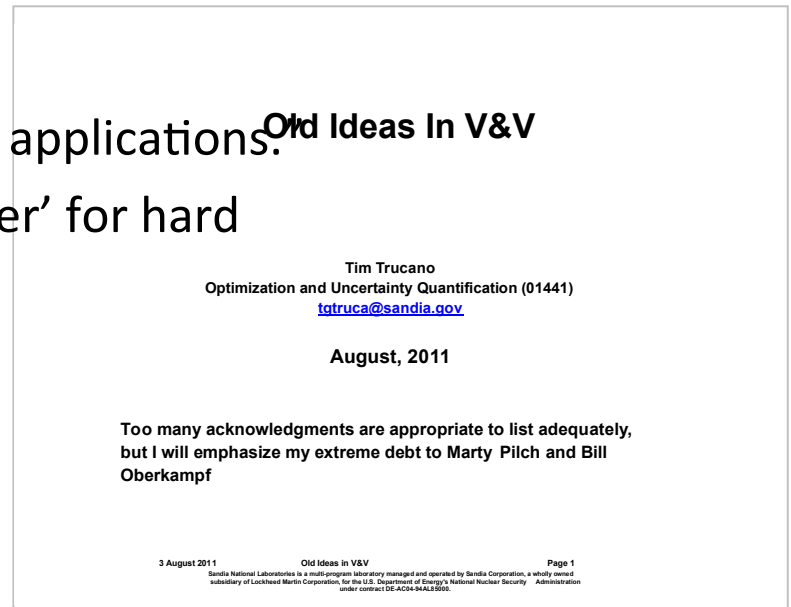 Old Ideas In V&V
applications.”
er’ for hard
Tim Trucano
Optimization and Uncertainty Quantification (01441)
tgtruca@sandia.gov
August, 2011
Too many acknowledgments are appropriate to list adequately,
but I will emphasize my extreme debt to Marty Pilch and Bill
Oberkampf
3 August 2011 Old Ideas in V&V Page 1
Sandia National Laboratories is a multi-program laboratory managed and operated by Sandia Corporation, a wholly owned
subsidiary of Lockheed Martin Corporation, for the U.S. Department of Energy's National Nuclear Security Administration
under contract DE-AC04-94AL85000.